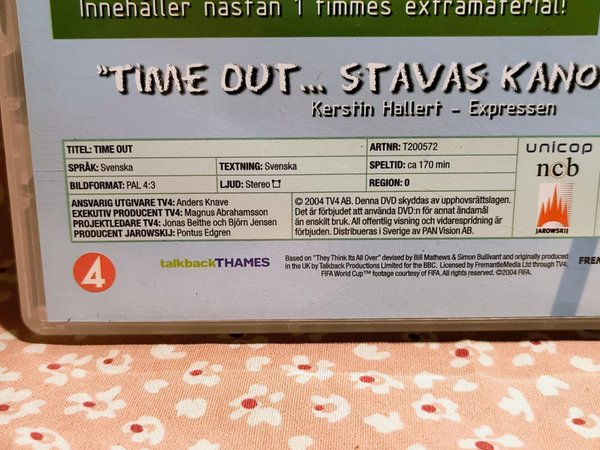 Innehåller nästan 1 timmes extramaterial!
"TIME OUT... STAVAS KANO
Kerstin Hallert - Expressen
TITEL: TIME OUT
ARTNR: T200572
SPRÅK: Svenska
TEXTNING: Svenska
SPELTID: ca 170 min
BILDFORMAT: PAL 4:3
LJUD: Stereo
REGION: 0
ANSVARIG UTGIVARE TV4: Anders Knave
EXEKUTIV PRODUCENT TV4: Magnus Abrahamsson
PROJEKTLEDARE TV4: Jonas Belthe och Björn Jensen
PRODUCENT JAROWSKIJ: Pontus Edgren
© 2004 TV4 AB. Denna DVD skyddas av upphovsrättslagen.
Det är förbjudet att använda DVD:n för annat ändamål
än enskilt bruk. All offentlig visning och vidarespridning är
förbjuden. Distribueras i Sverige av PAN Vision AB.
unicop
ncb
JAROWSKIJ
4
talkbackTHAMES
Based on "They Think Its All Over" devised by Bill Mathews & Simon Bullivant and originally produced
in the UK by Talkback Productions Limited for the BBC. Licensed by FremantleMedia Ltd through TV4.
FIFA World Cup™ footage courtesy of FIFA. All rights reserved. ©2004 FIFA.
FREM